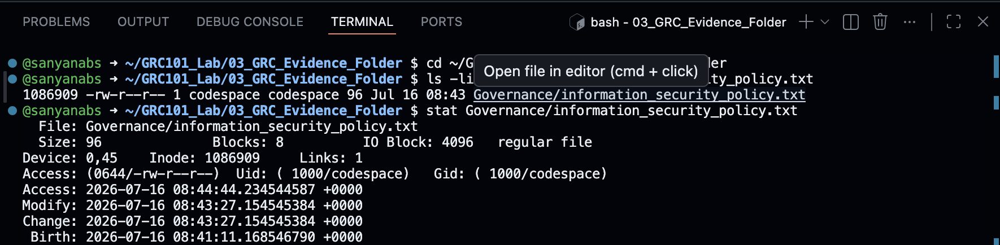 PROBLEMS OUTPUT DEBUG CONSOLE TERMINAL PORTS bash - 03_GRC_Evidence_Folder
@sanyanabs → ~/GRC101_Lab/03_GRC_Evidence_Folder $ cd ~/G der
Open file in editor (cmd + click)
@sanyanabs → ~/GRC101_Lab/03_GRC_Evidence_Folder $ ls -li ty_policy.txt
1086909 -rw-r--r-- 1 codespace codespace 96 Jul 16 08:43 Governance/information_security_policy.txt
@sanyanabs → ~/GRC101_Lab/03_GRC_Evidence_Folder $ stat Governance/information_security_policy.txt
File: Governance/information_security_policy.txt
Size: 96 Blocks: 8 IO Block: 4096 regular file
Device: 0,45 Inode: 1086909 Links: 1
Access: (0644/-rw-r--r--) Uid: ( 1000/codespace) Gid: ( 1000/codespace)
Access: 2026-07-16 08:44:44.234544587 +0000
Modify: 2026-07-16 08:43:27.154545384 +0000
Change: 2026-07-16 08:43:27.154545384 +0000
Birth: 2026-07-16 08:41:11.168546790 +0000